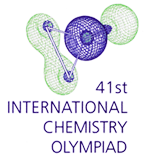 41st
INTERNATIONAL
CHEMISTRY
OLYMPIAD